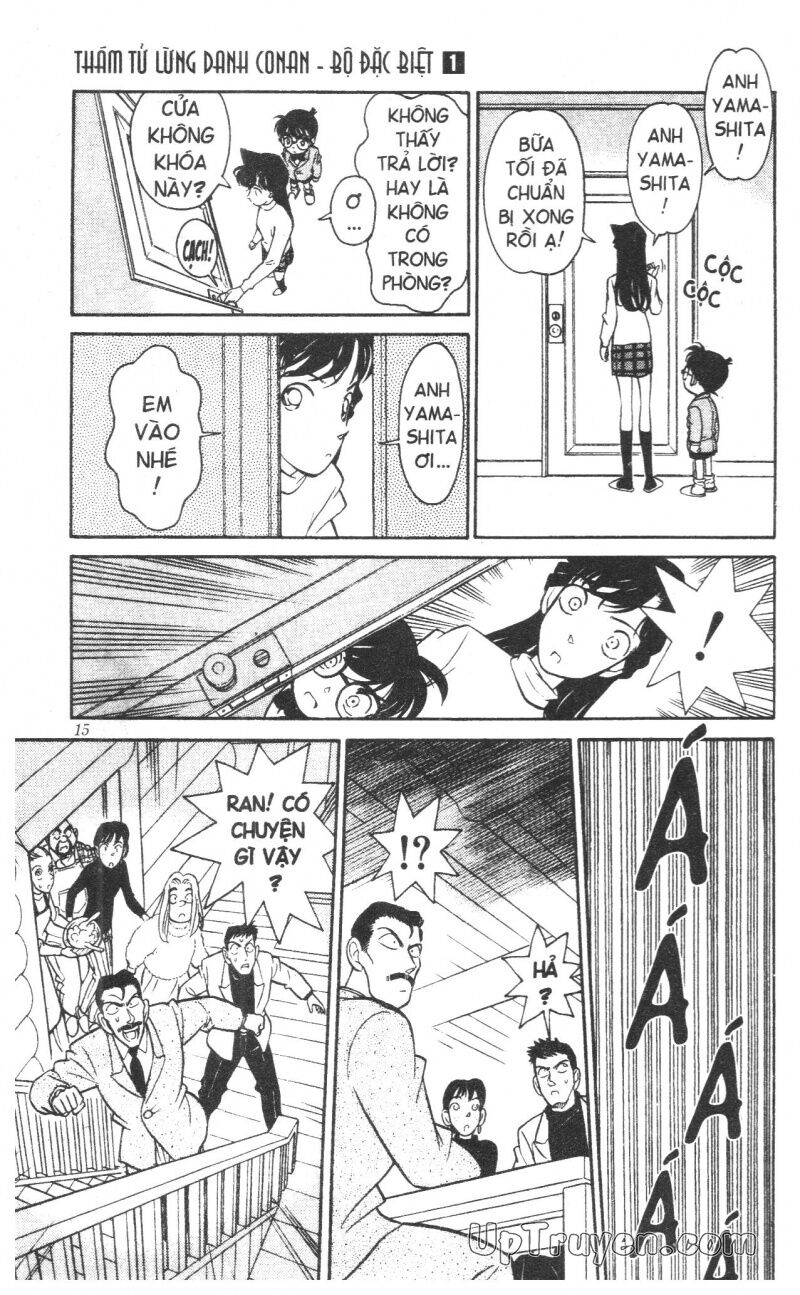 THÁM TỬ LỪNG DANH CONAN - BỘ ĐẶC BIỆT 1
ANH
YAMA-
SHITA
!
ANH
YAMA-
SHITA
!
BỮA
TỐI ĐÃ
CHUẨN
BỊ XONG
RỒI Ạ!
CỘC
CỘC
KHÔNG
THẤY
TRẢ LỜI?
HAY LÀ
KHÔNG
CÓ
TRONG
PHÒNG?
Ơ
...
CỬA
KHÔNG
KHÓA
NÀY?
CẠCH!
ANH
YAMA-
SHITA
ƠI...
EM
VÀO
NHÉ
!
!
15
Á
Á
Á
Á
Á
Á
!?
HẢ
?
RAN! CÓ
CHUYỆN
GÌ VẬY
?
UpTruyen.com